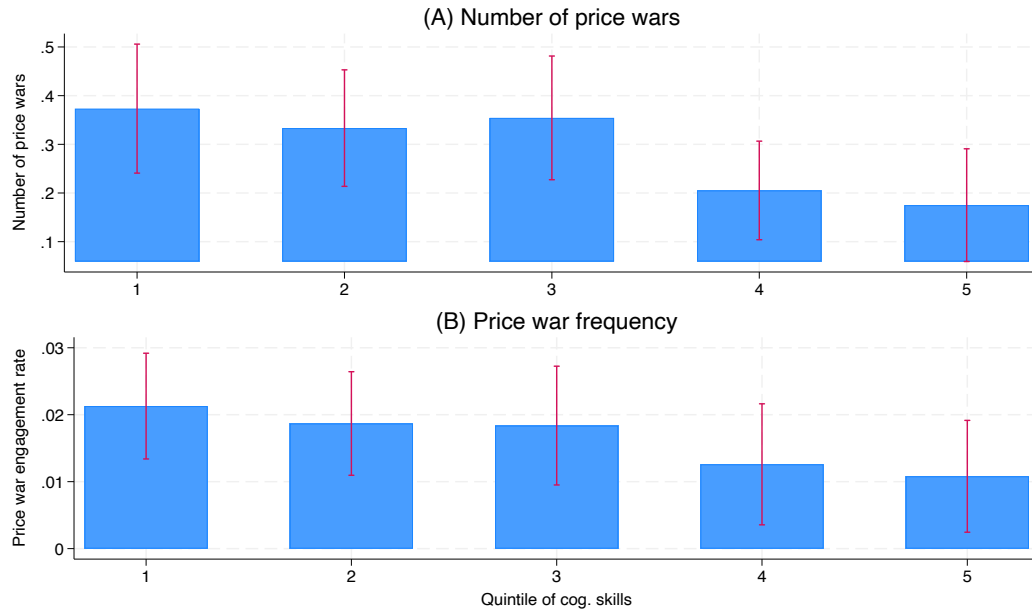 (A) Number of price wars
Number of price wars
.5
.4
.3
.2
.1
1 2 3 4 5
(B) Price war frequency
Price war engagement rate
.03
.02
.01
0
1 2 3 4 5
Quintile of cog. skills